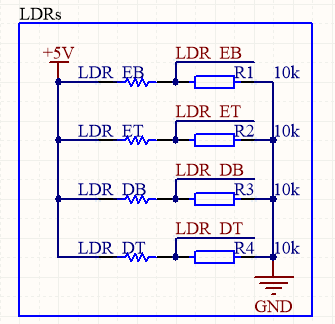 LDRs
+5V
LDR_EB
LDR_EB
R1
10k
LDR_ET
LDR_ET
R2
10k
LDR_DB
LDR_DB
R3
10k
LDR_DT
LDR_DT
R4
10k
GND